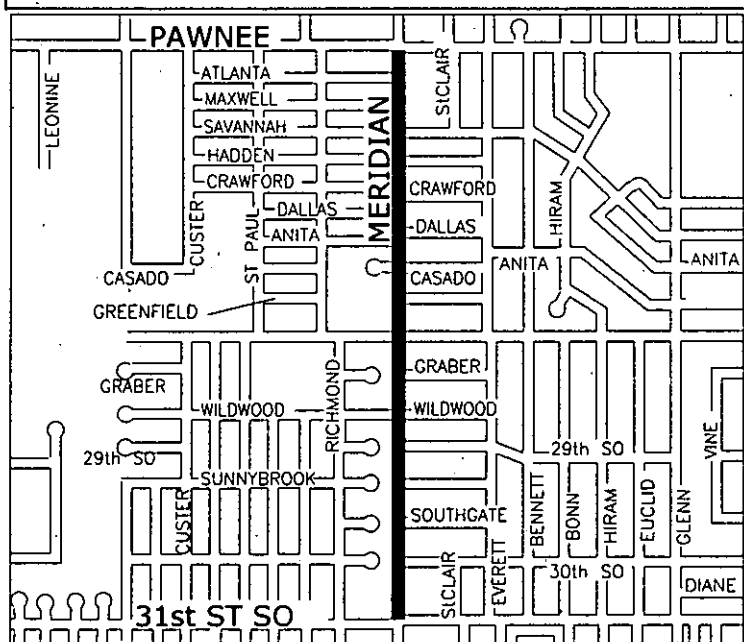 PAWNEE
LEONINE
ATLANTA
StCLAIR
MAXWELL
SAVANNAH
MERIDIAN
HADDEN
CRAWFORD
CRAWFORD
HIRAM
CUSTER
ST PAUL
DALLAS
DALLAS
ANITA
ANITA
ANITA
CASADO
CASADO
GREENFIELD
GRABER
GRABER
RICHMOND
WILDWOOD
WILDWOOD
VINE
29th SO
29th SO
SUNNYBROOK
CUSTER
SOUTHGATE
BENNETT
BONN
HIRAM
EUCLID
GLENN
StCLAIR
EVERETT
30th SO
DIANE
31st ST SO